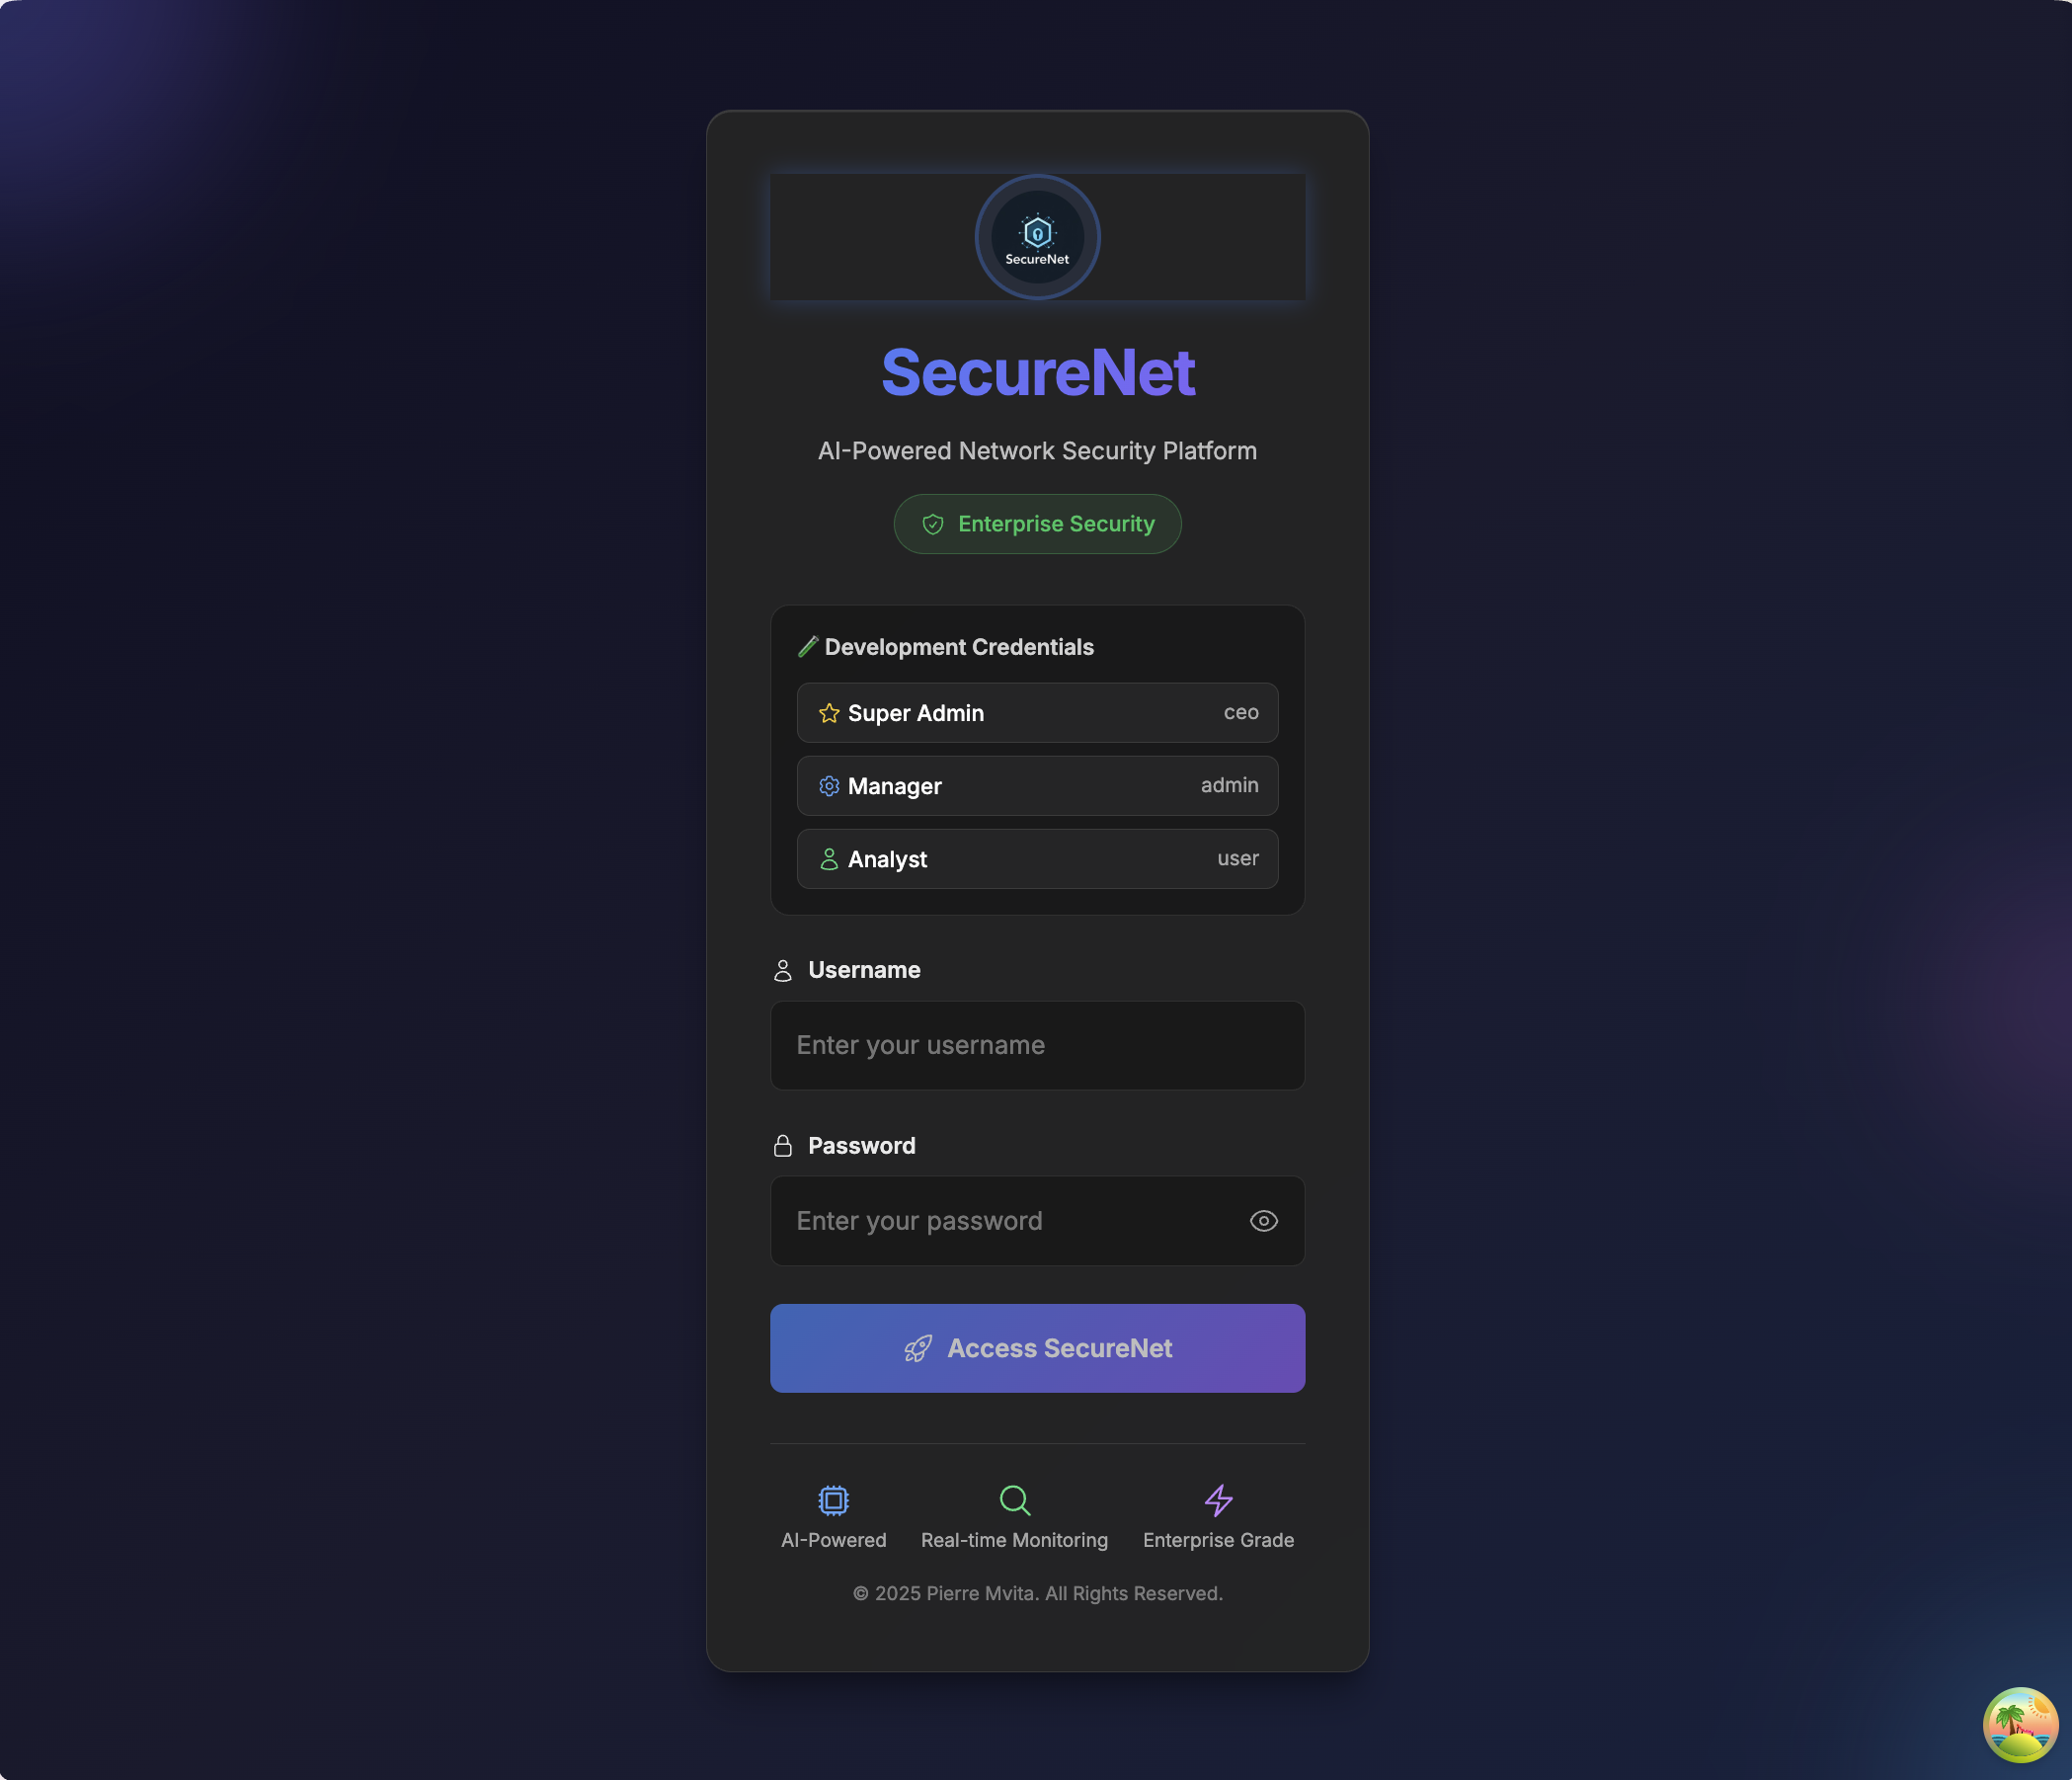 SecureNet
SecureNet
AI-Powered Network Security Platform
Enterprise Security
Development Credentials
Super Admin ceo
Manager admin
Analyst user
Username
Enter your username
Password
Enter your password
Access SecureNet
AI-Powered Real-time Monitoring Enterprise Grade
© 2025 Pierre Mvita. All Rights Reserved.